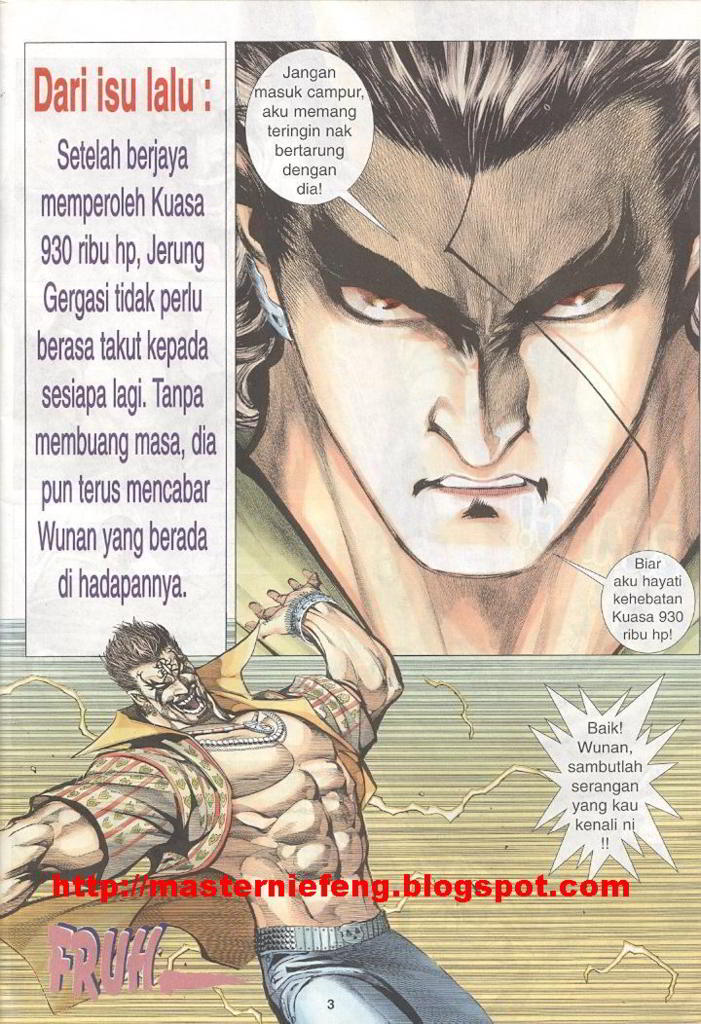 Dari isu lalu :
Setelah berjaya
memperoleh Kuasa
930 ribu hp, Jerung
Gergasi tidak perlu
berasa takut kepada
sesiapa lagi. Tanpa
membuang masa, dia
pun terus mencabar
Wunan yang berada
di hadapannya.
Jangan
masuk campur,
aku memang
teringin nak
bertarung
dengan
dia!
Biar
aku hayati
kehebatan
Kuasa 930
ribu hp!
Baik!
Wunan,
sambutlah
serangan
yang kau
kenali ni
!!
http://masterniefeng.blogspot.com
FRUH
3